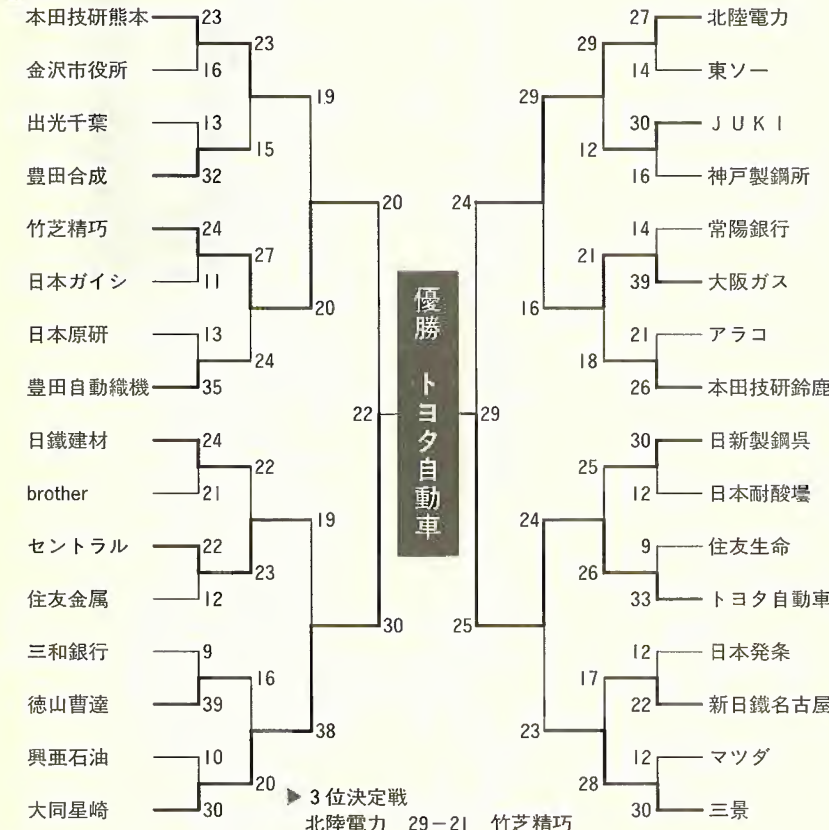 本田技研熊本 23
金沢市役所 16
出光千葉 13
豊田合成 32
竹芝精巧 24
日本ガイシ 11
日本原研 13
豊田自動織機 35
日鐵建材 24
brother 21
セントラル 22
住友金属 12
三和銀行 9
徳山曹達 39
興亜石油 10
大同星崎 30
23
15
27
24
22
23
16
20
19
20
19
38
20
30
22
優勝 トヨタ自動車
29
24
25
29
16
24
23
29
12
21
18
25
26
17
28
27 北陸電力
14 東ソー
30 JUKI
16 神戸製鋼所
14 常陽銀行
39 大阪ガス
21 アラコ
26 本田技研鈴鹿
30 日新製鋼呉
12 日本耐酸壜
9 住友生命
33 トヨタ自動車
12 日本発条
22 新日鐵名古屋
12 マツダ
30 三景
▶3位決定戦
北陸電力 29-21 竹芝精巧